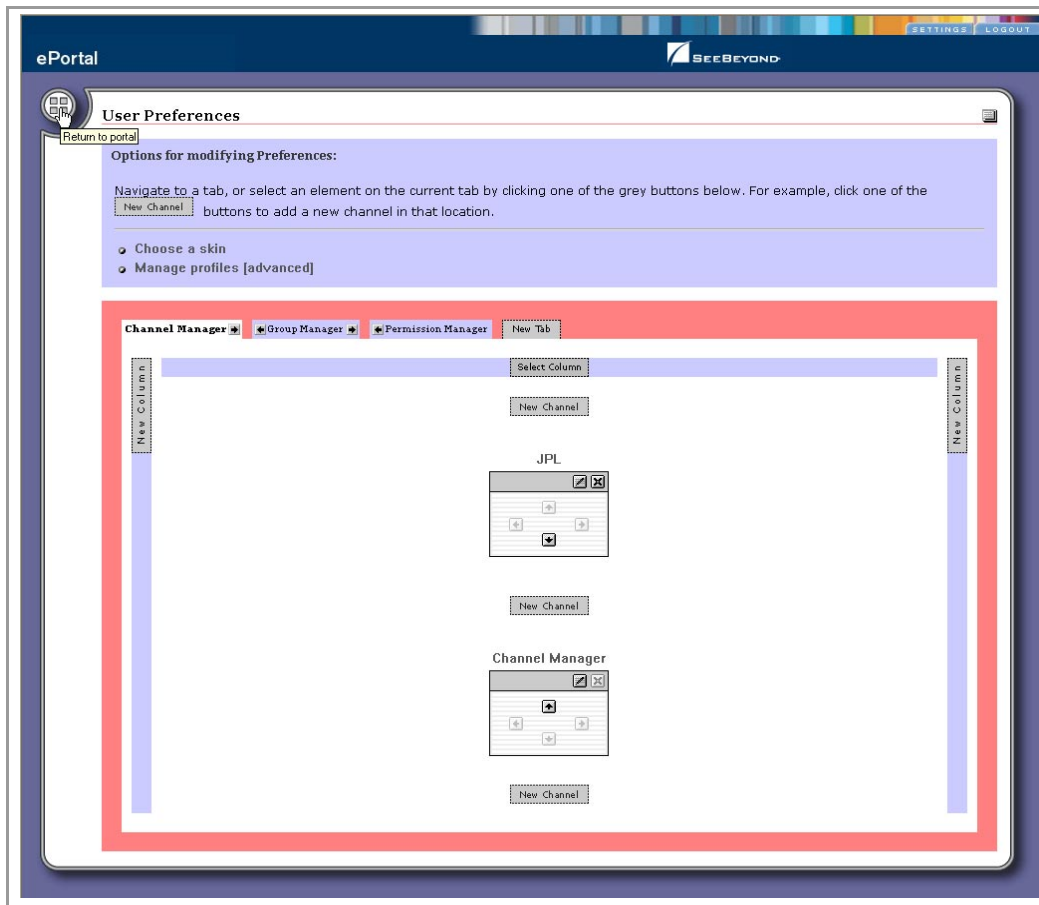 SETTINGS LOGOUT
ePortal
SEEBEYOND
User Preferences
Return to portal
Options for modifying Preferences:
Navigate to a tab, or select an element on the current tab by clicking one of the grey buttons below. For example, click one of the
New Channel buttons to add a new channel in that location.
Choose a skin
Manage profiles [advanced]
Channel Manager Group Manager Permission Manager New Tab
New Column
Select Column
New Column
New Channel
JPL
New Channel
Channel Manager
New Channel